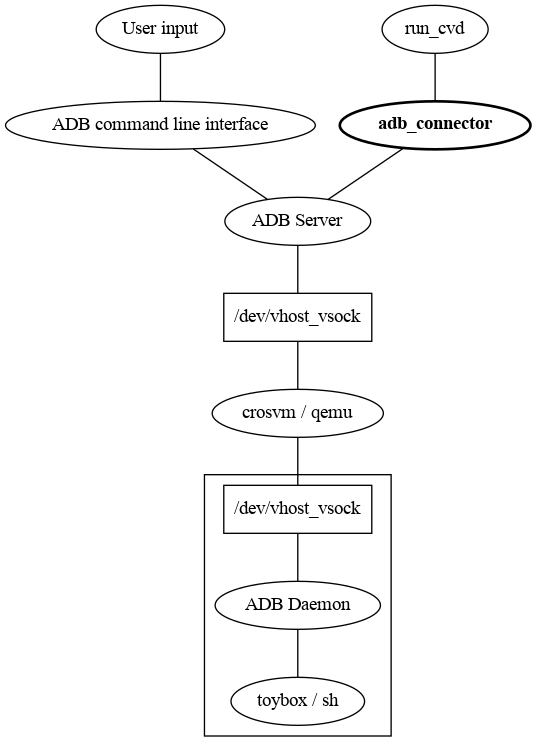 User input
run_cvd
ADB command line interface
adb_connector
ADB Server
/dev/vhost_vsock
crosvm / qemu
/dev/vhost_vsock
ADB Daemon
toybox / sh